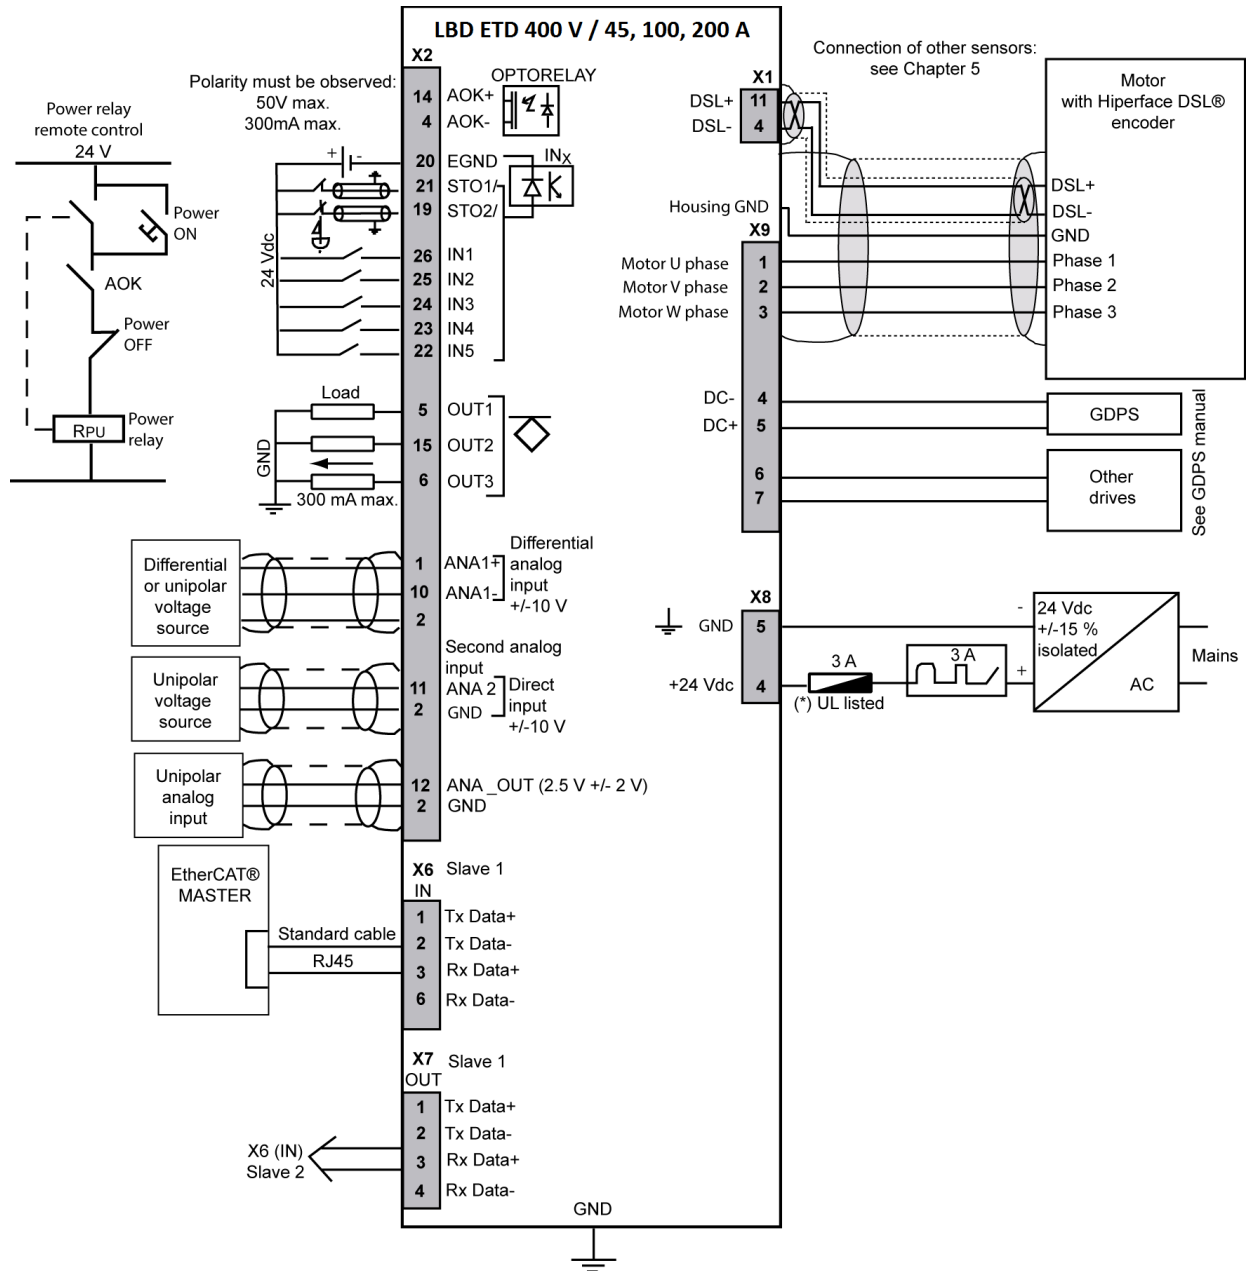 LBD ETD 400 V / 45, 100, 200 A
Power relay
remote control
24 V
Power
ON
AOK
Power
OFF
RPU
Power
relay
X2
Polarity must be observed:
50V max.
300mA max.
OPTORELAY
14 AOK+
4 AOK-
+ -
20 EGND
INX
21 STO1/
19 STO2/
24 Vdc
26 IN1
25 IN2
24 IN3
23 IN4
22 IN5
Load
5 OUT1
15 OUT2
6 OUT3
GND
300 mA max.
Differential
or unipolar
voltage
source
1 ANA1+
10 ANA1-
2
Differential
analog
input
+/-10 V
Second analog
input
Unipolar
voltage
source
11 ANA 2
2 GND
Direct
input
+/-10 V
Unipolar
analog
input
12 ANA _OUT (2.5 V +/- 2 V)
2 GND
EtherCAT®
MASTER
Standard cable
RJ45
X6 Slave 1
IN
1 Tx Data+
2 Tx Data-
3 Rx Data+
6 Rx Data-
X7 Slave 1
OUT
1 Tx Data+
2 Tx Data-
3 Rx Data+
4 Rx Data-
X6 (IN)
Slave 2
GND
Connection of other sensors:
see Chapter 5
X1
DSL+ 11
DSL- 4
Motor
with Hiperface DSL®
encoder
DSL+
DSL-
GND
Phase 1
Phase 2
Phase 3
Housing GND
X9
Motor U phase 1
Motor V phase 2
Motor W phase 3
DC- 4
DC+ 5
6
7
GDPS
Other
drives
See GDPS manual
X8
GND 5
+24 Vdc 4
3 A
(*) UL listed
3 A
-
+
24 Vdc
+/-15 %
isolated
AC
Mains